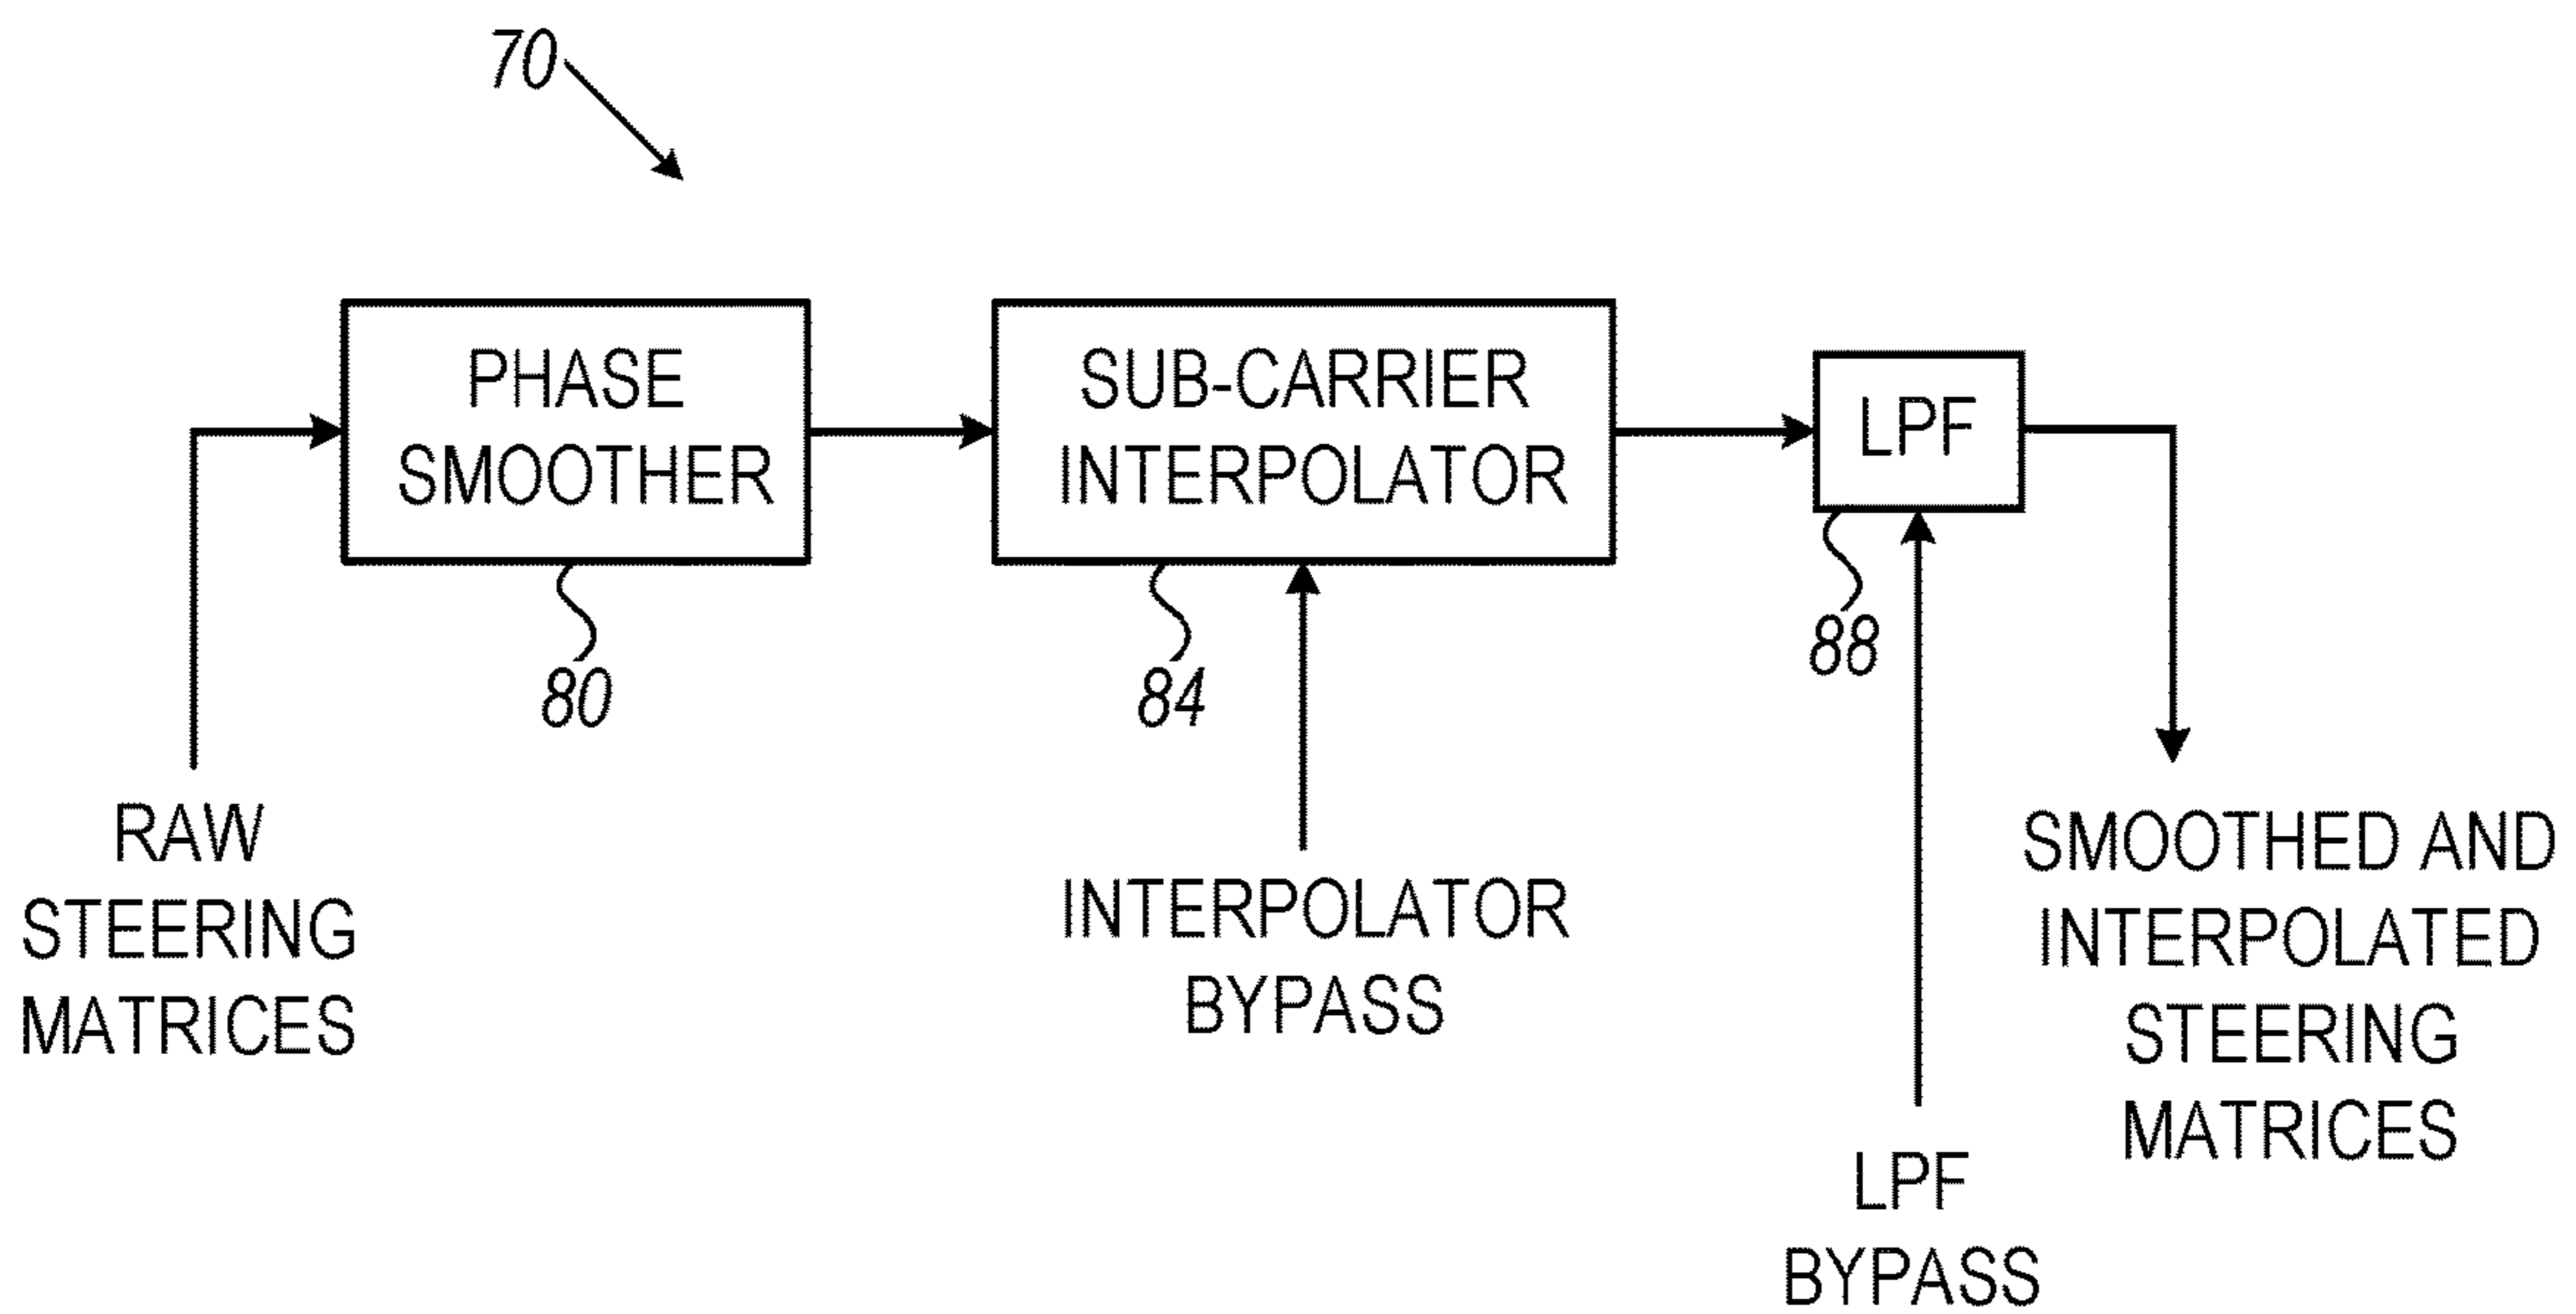 70
PHASE
SMOOTHER
SUB-CARRIER
INTERPOLATOR
LPF
80
84
88
RAW
STEERING
MATRICES
INTERPOLATOR
BYPASS
LPF
BYPASS
SMOOTHED AND
INTERPOLATED
STEERING
MATRICES